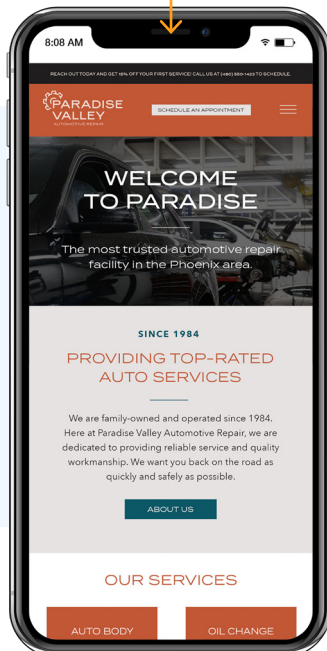 8:08 AM
REACH OUT TODAY AND GET 15% OFF YOUR FIRST SERVICE! CALL US AT (480) 550-1423 TO SCHEDULE.
PARADISE
VALLEY
AUTOMOTIVE REPAIR
SCHEDULE AN APPOINTMENT
WELCOME
TO PARADISE
The most trusted automotive repair
facility in the Phoenix area.
SINCE 1984
PROVIDING TOP-RATED
AUTO SERVICES
We are family-owned and operated since 1984.
Here at Paradise Valley Automotive Repair, we are
dedicated to providing reliable service and quality
workmanship. We want you back on the road as
quickly and safely as possible.
ABOUT US
OUR SERVICES
AUTO BODY
OIL CHANGE